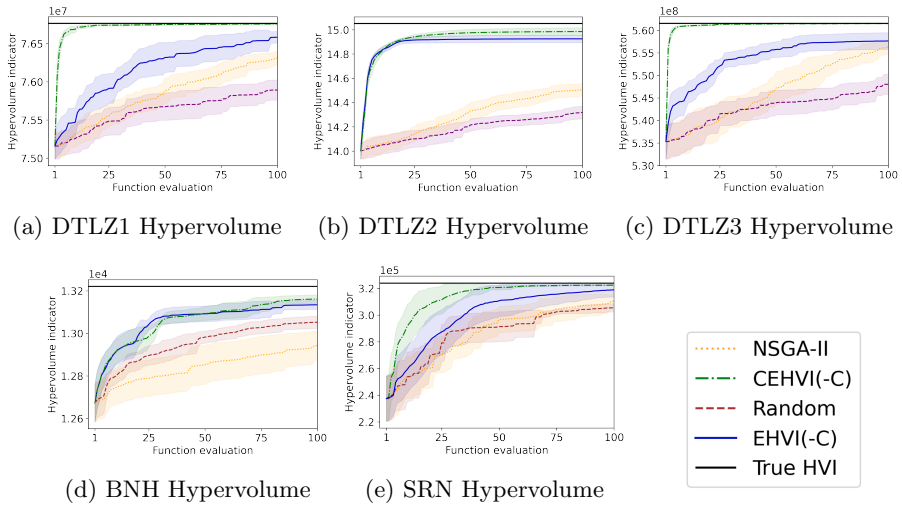 1e7
7.65
7.60
7.55
7.50
Hypervolume indicator
1 25 50 75 100
Function evaluation
(a) DTLZ1 Hypervolume
15.0
14.8
14.6
14.4
14.2
14.0
Hypervolume indicator
1 25 50 75 100
Function evaluation
(b) DTLZ2 Hypervolume
1e8
5.60
5.55
5.50
5.45
5.40
5.35
5.30
Hypervolume indicator
1 25 50 75 100
Function evaluation
(c) DTLZ3 Hypervolume
1e4
1.32
1.30
1.28
1.26
Hypervolume indicator
1 25 50 75 100
Function evaluation
(d) BNH Hypervolume
1e5
3.2
3.0
2.8
2.6
2.4
2.2
Hypervolume indicator
1 25 50 75 100
Function evaluation
(e) SRN Hypervolume
NSGA-II
CEHVI(-C)
Random
EHVI(-C)
True HVI